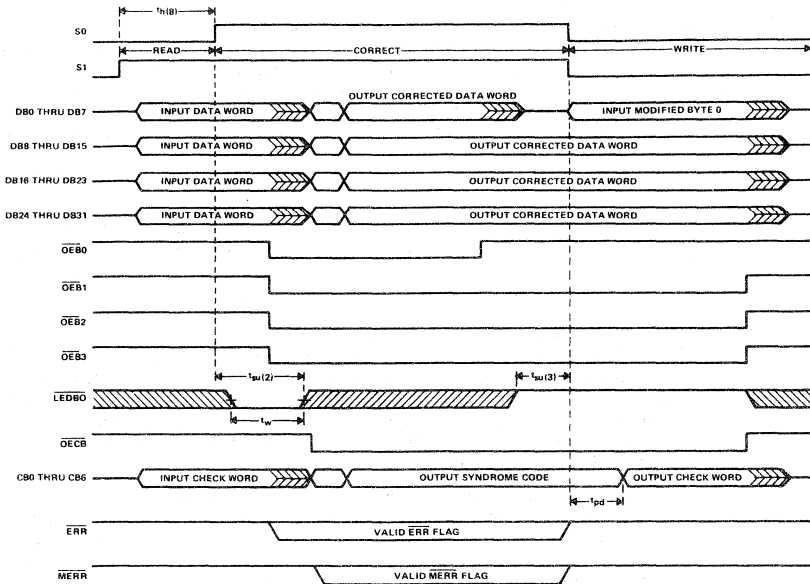 th(8)
S0
READ CORRECT WRITE
S1
OUTPUT CORRECTED DATA WORD
DB0 THRU DB7 INPUT DATA WORD INPUT MODIFIED BYTE 0
DB8 THRU DB15 INPUT DATA WORD OUTPUT CORRECTED DATA WORD
DB16 THRU DB23 INPUT DATA WORD OUTPUT CORRECTED DATA WORD
DB24 THRU DB31 INPUT DATA WORD OUTPUT CORRECTED DATA WORD
OEB0
OEB1
OEB2
OEB3
tsu(2) tsu(3)
LEDBO
tw
OECB
CB0 THRU CB6 INPUT CHECK WORD OUTPUT SYNDROME CODE OUTPUT CHECK WORD
tpd
ERR VALID ERR FLAG
MERR VALID MERR FLAG